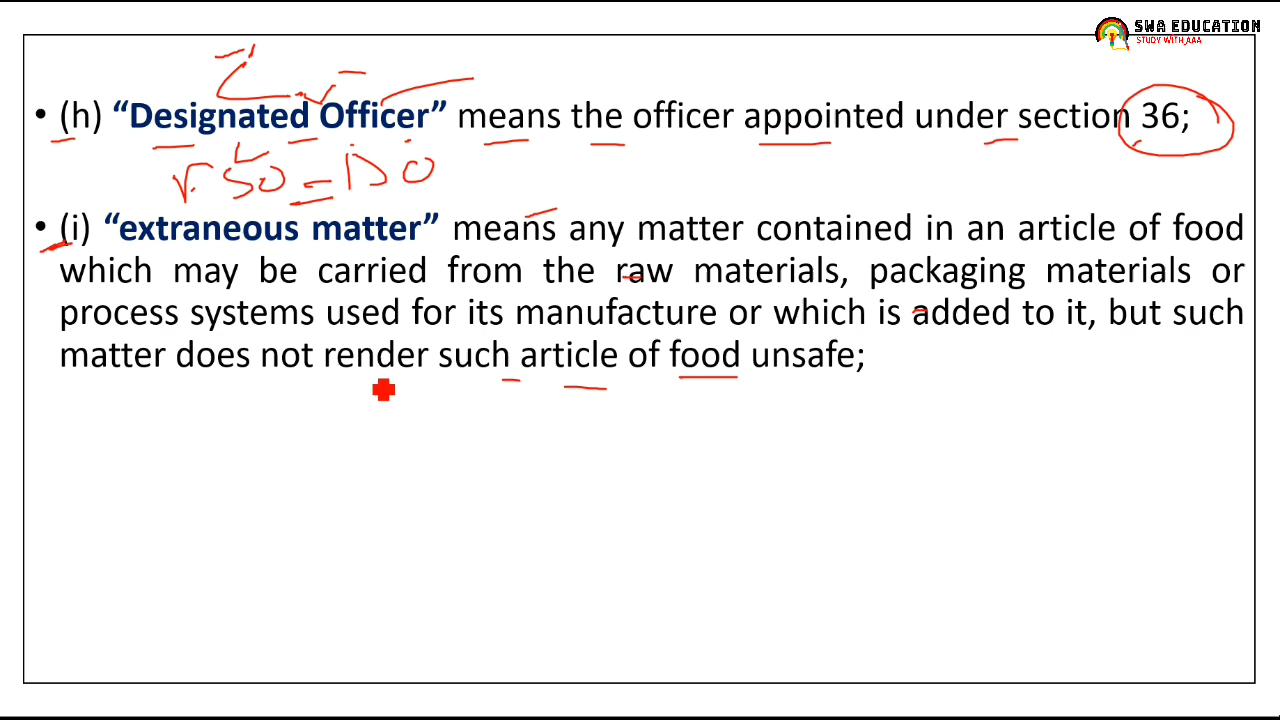 SWA EDUCATION
STUDY WITH AAA
• (h) “Designated Officer” means the officer appointed under section 36;
SO = DO
• (i) “extraneous matter” means any matter contained in an article of food
which may be carried from the raw materials, packaging materials or
process systems used for its manufacture or which is added to it, but such
matter does not render such article of food unsafe;